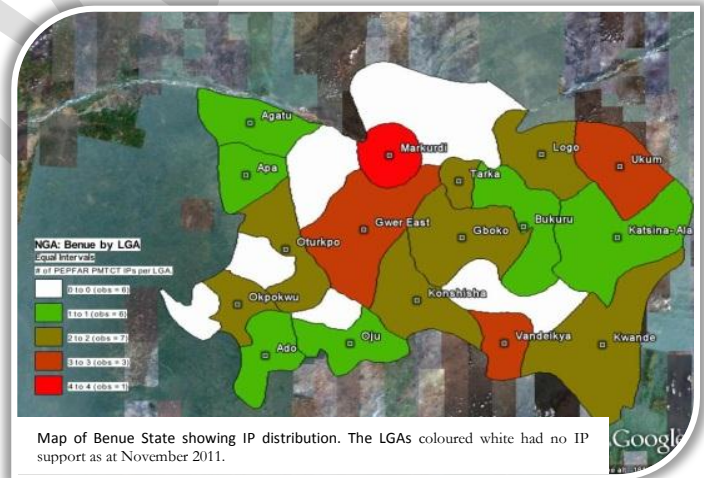 Agatu
Markurdi
Logo
Ukum
Apa
Tarka
Gwer East
Bukuru
Gboko
Katsina-Ala
Oturkpo
NGA: Benue by LGA
Equal Intervals
# of PEPFAR PMTCT IPs per LGA.
0 to 0 (obs = 6)
1 to 1 (obs = 6)
2 to 2 (obs = 7)
3 to 3 (obs = 3)
4 to 4 (obs = 1)
Okpokwu
Konshisha
Ado
Oju
Vandeikya
Kwande
Map of Benue State showing IP distribution. The LGAs coloured white had no IP
support as at November 2011.
Google